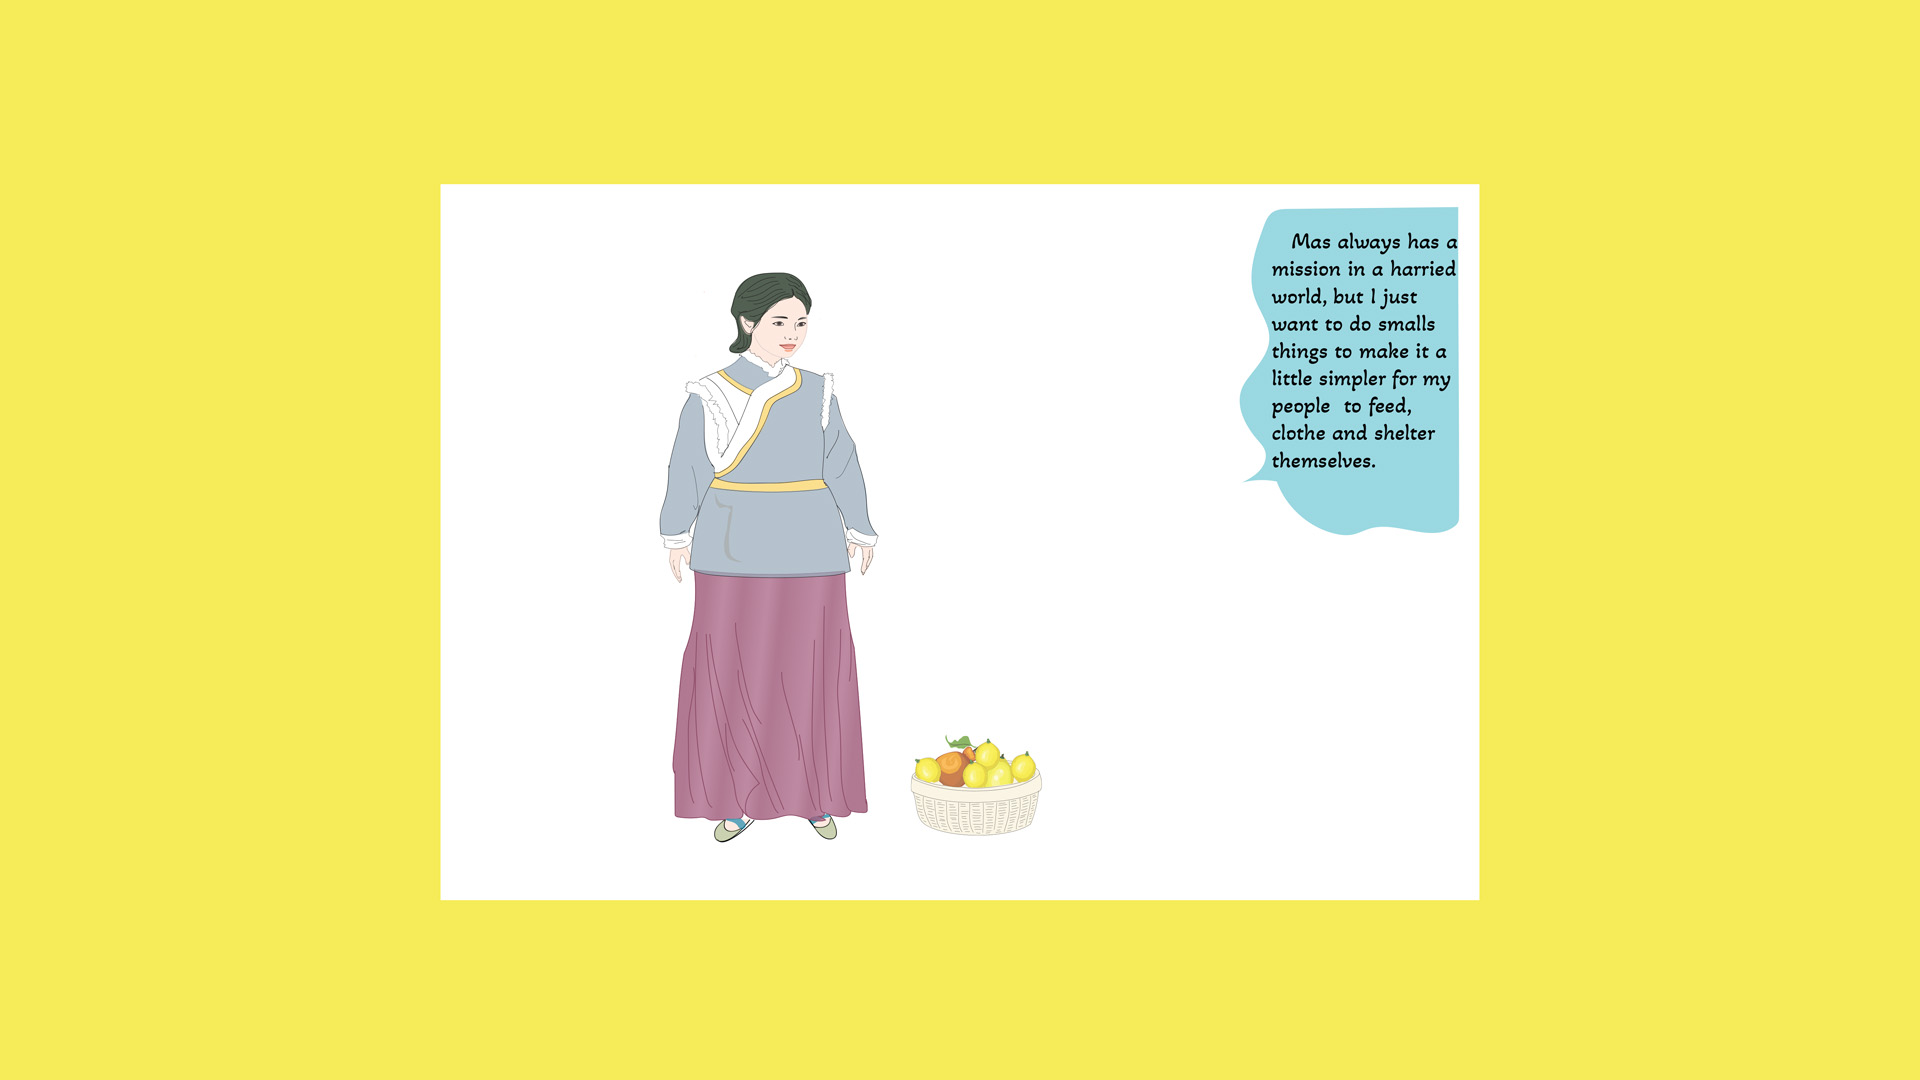 Mas always has a
mission in a harried
world, but I just
want to do smalls
things to make it a
little simpler for my
people to feed,
clothe and shelter
themselves.